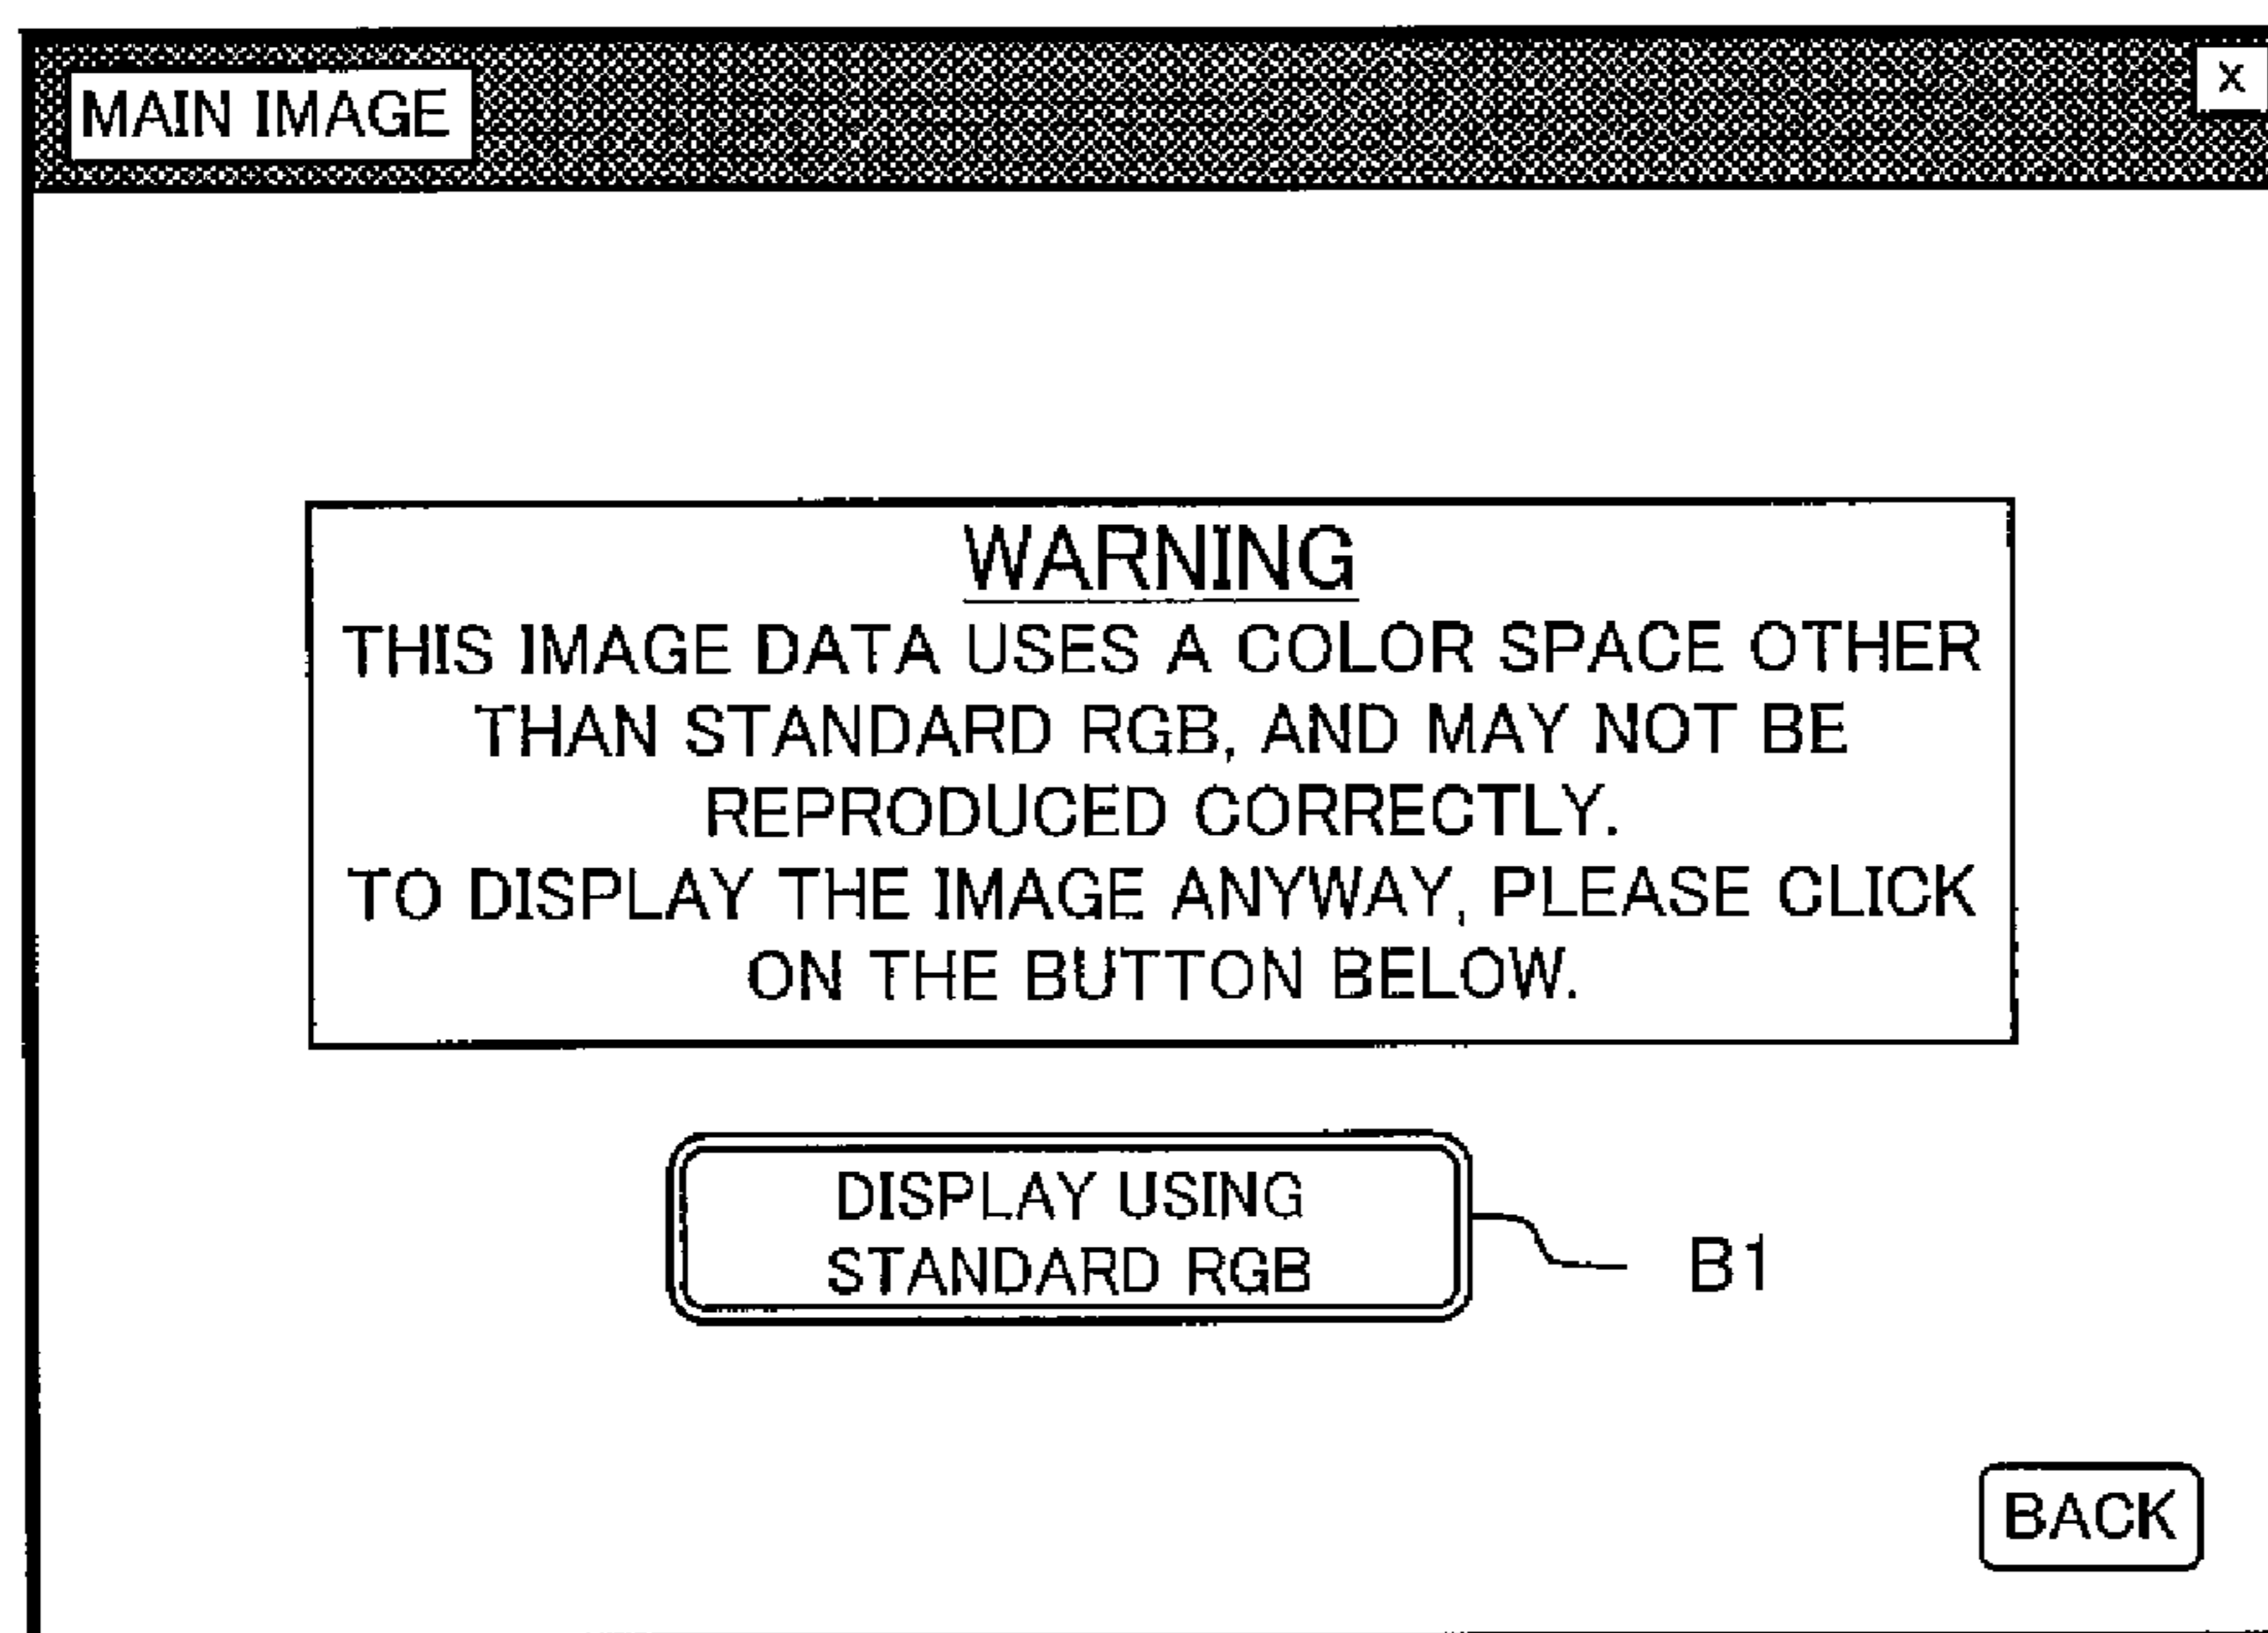 MAIN IMAGE
x
WARNING
THIS IMAGE DATA USES A COLOR SPACE OTHER
THAN STANDARD RGB, AND MAY NOT BE
REPRODUCED CORRECTLY.
TO DISPLAY THE IMAGE ANYWAY, PLEASE CLICK
ON THE BUTTON BELOW.
DISPLAY USING
STANDARD RGB
B1
BACK